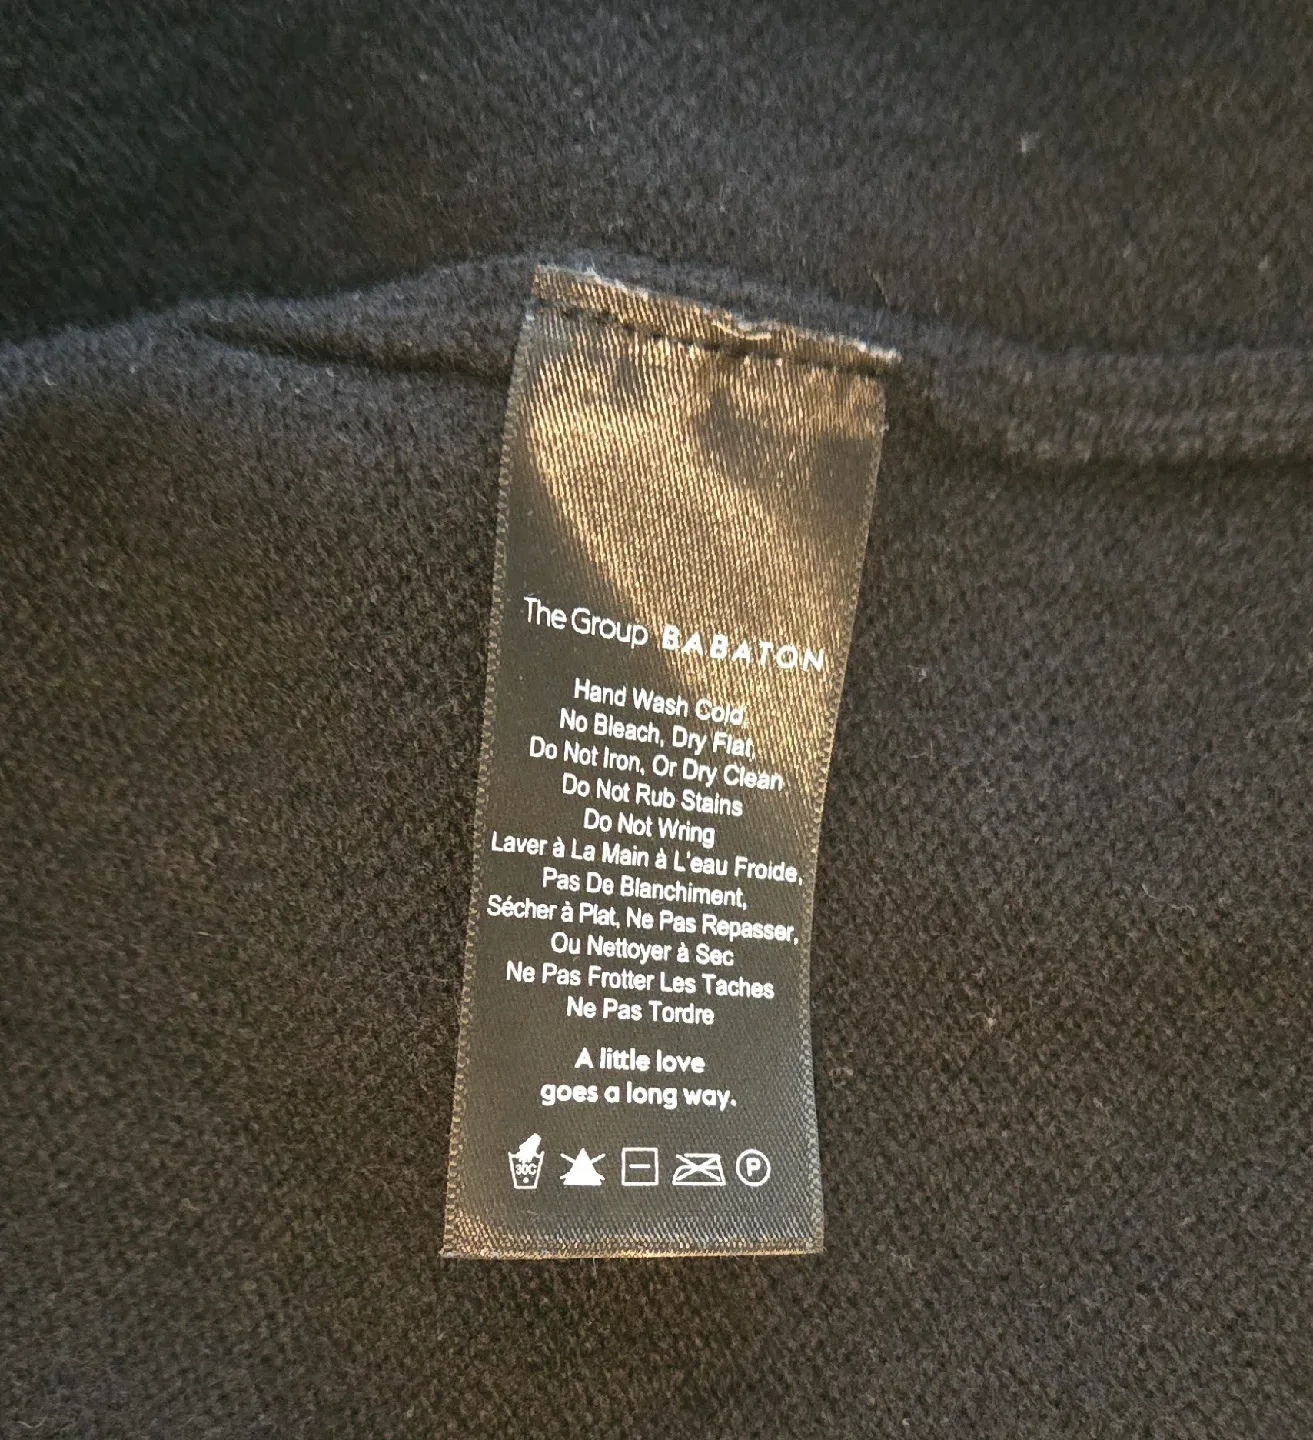 The Group BABATON
Hand Wash Cold
No Bleach, Dry Flat,
Do Not Iron, Or Dry Clean
Do Not Rub Stains
Do Not Wring
Laver à La Main à L'eau Froide,
Pas De Blanchiment,
Sécher à Plat, Ne Pas Repasser,
Ou Nettoyer à Sec
Ne Pas Frotter Les Taches
Ne Pas Tordre
A little love
goes a long way.
30C P